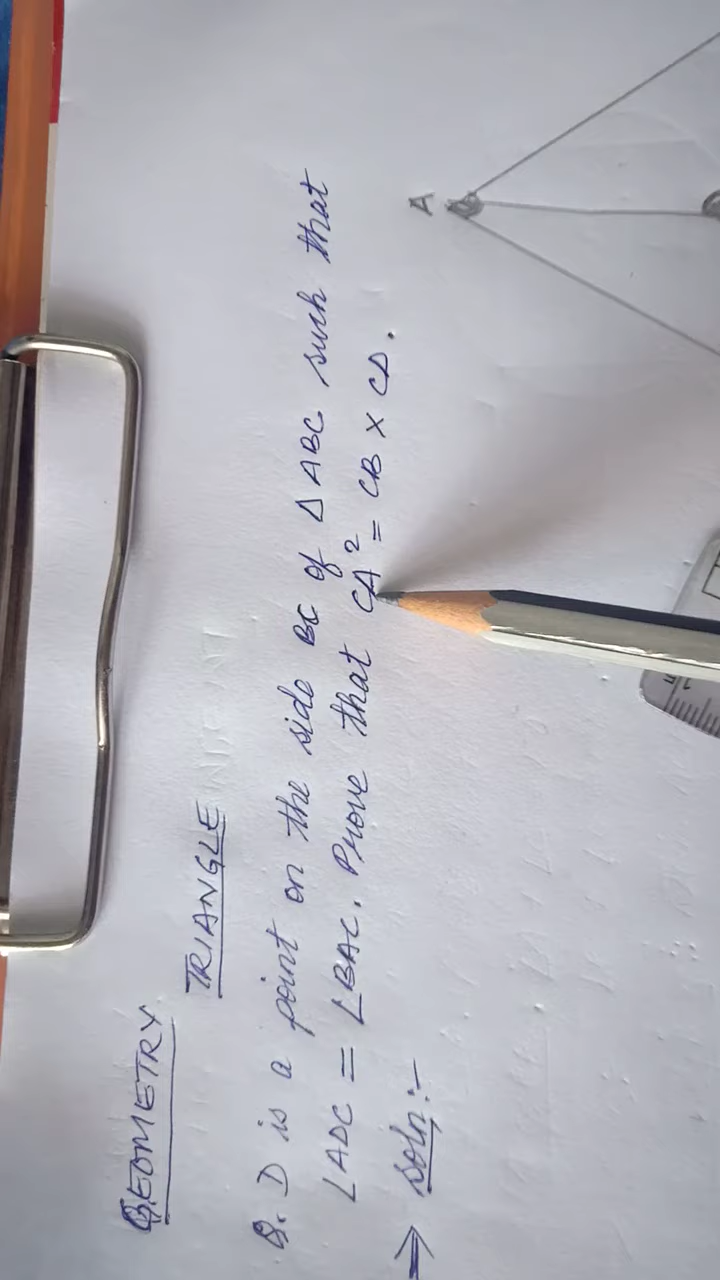 GEOMETRY
TRIANGLE
Q. D is a point on the side BC of △ABC such that
∠ADC = ∠BAC. Prove that CA² = CB × CD.
→ soln:-
A